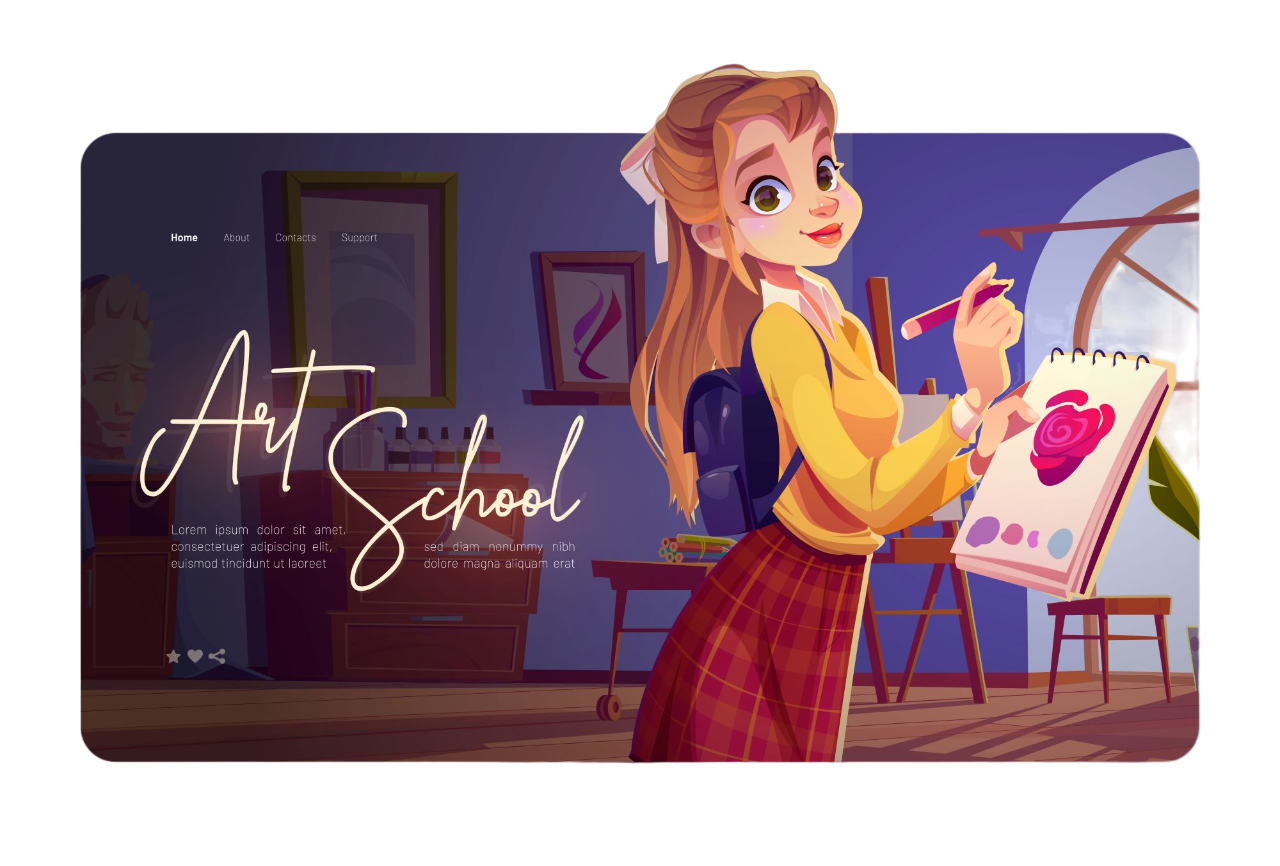 Home About Contacts Support
Art
School
Lorem ipsum dolor sit amet,
consectetuer adipiscing elit,
euismod tincidunt ut laoreet
sed diam nonummy nibh
dolore magna aliquam erat